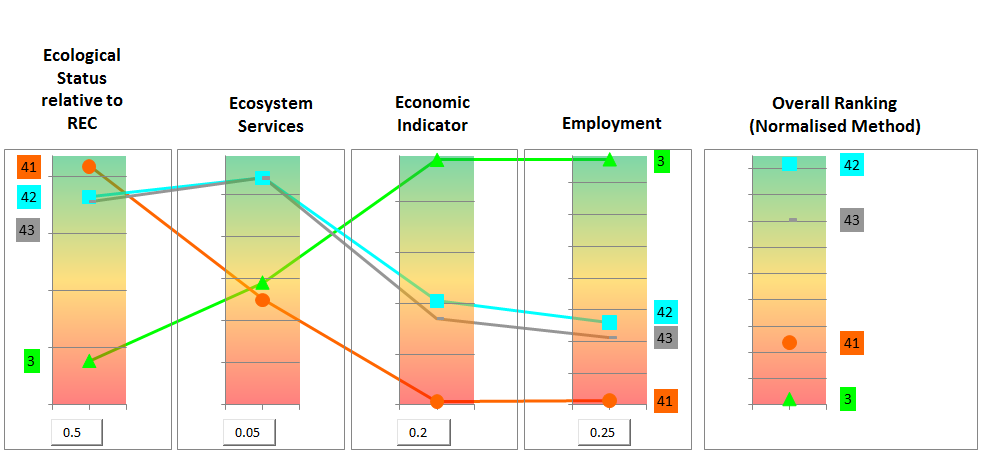 Ecological
Status
relative to
REC
Ecosystem
Services
Economic
Indicator
Employment
Overall Ranking
(Normalised Method)
41
42
43
3
3
42
43
41
42
43
41
3
0.5
0.05
0.2
0.25